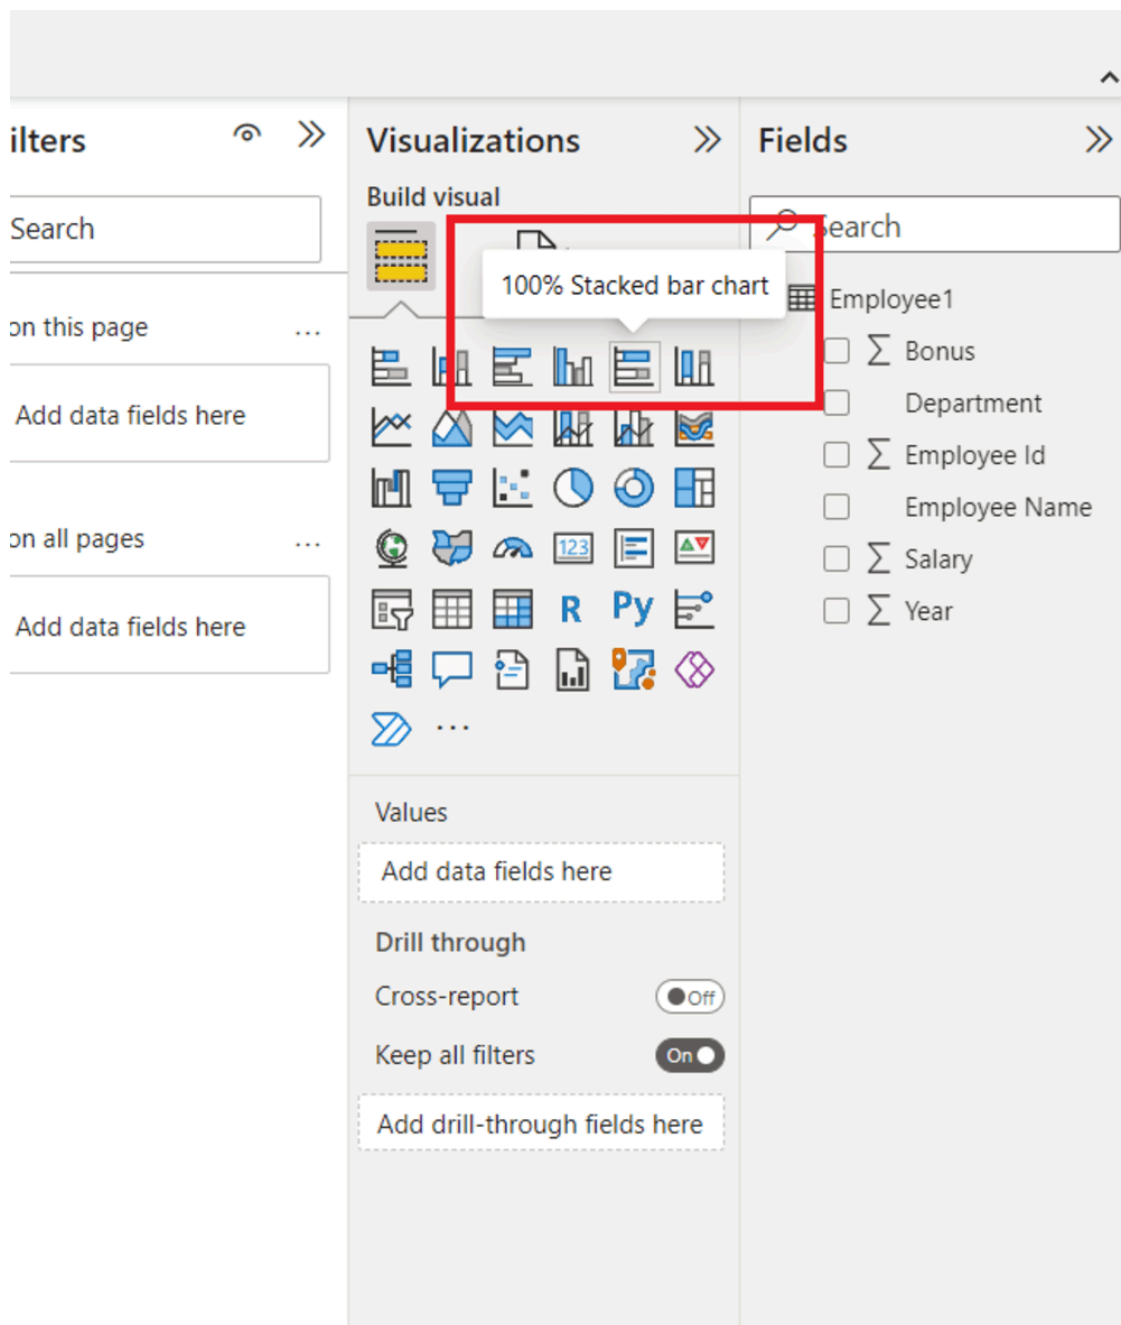 ilters
Search
on this page
...
Add data fields here
on all pages
...
Add data fields here
Visualizations
Build visual
100% Stacked bar chart
123
R
Py
...
Values
Add data fields here
Drill through
Cross-report
Off
Keep all filters
On
Add drill-through fields here
Fields
Search
Employee1
Σ Bonus
Department
Σ Employee Id
Employee Name
Σ Salary
Σ Year